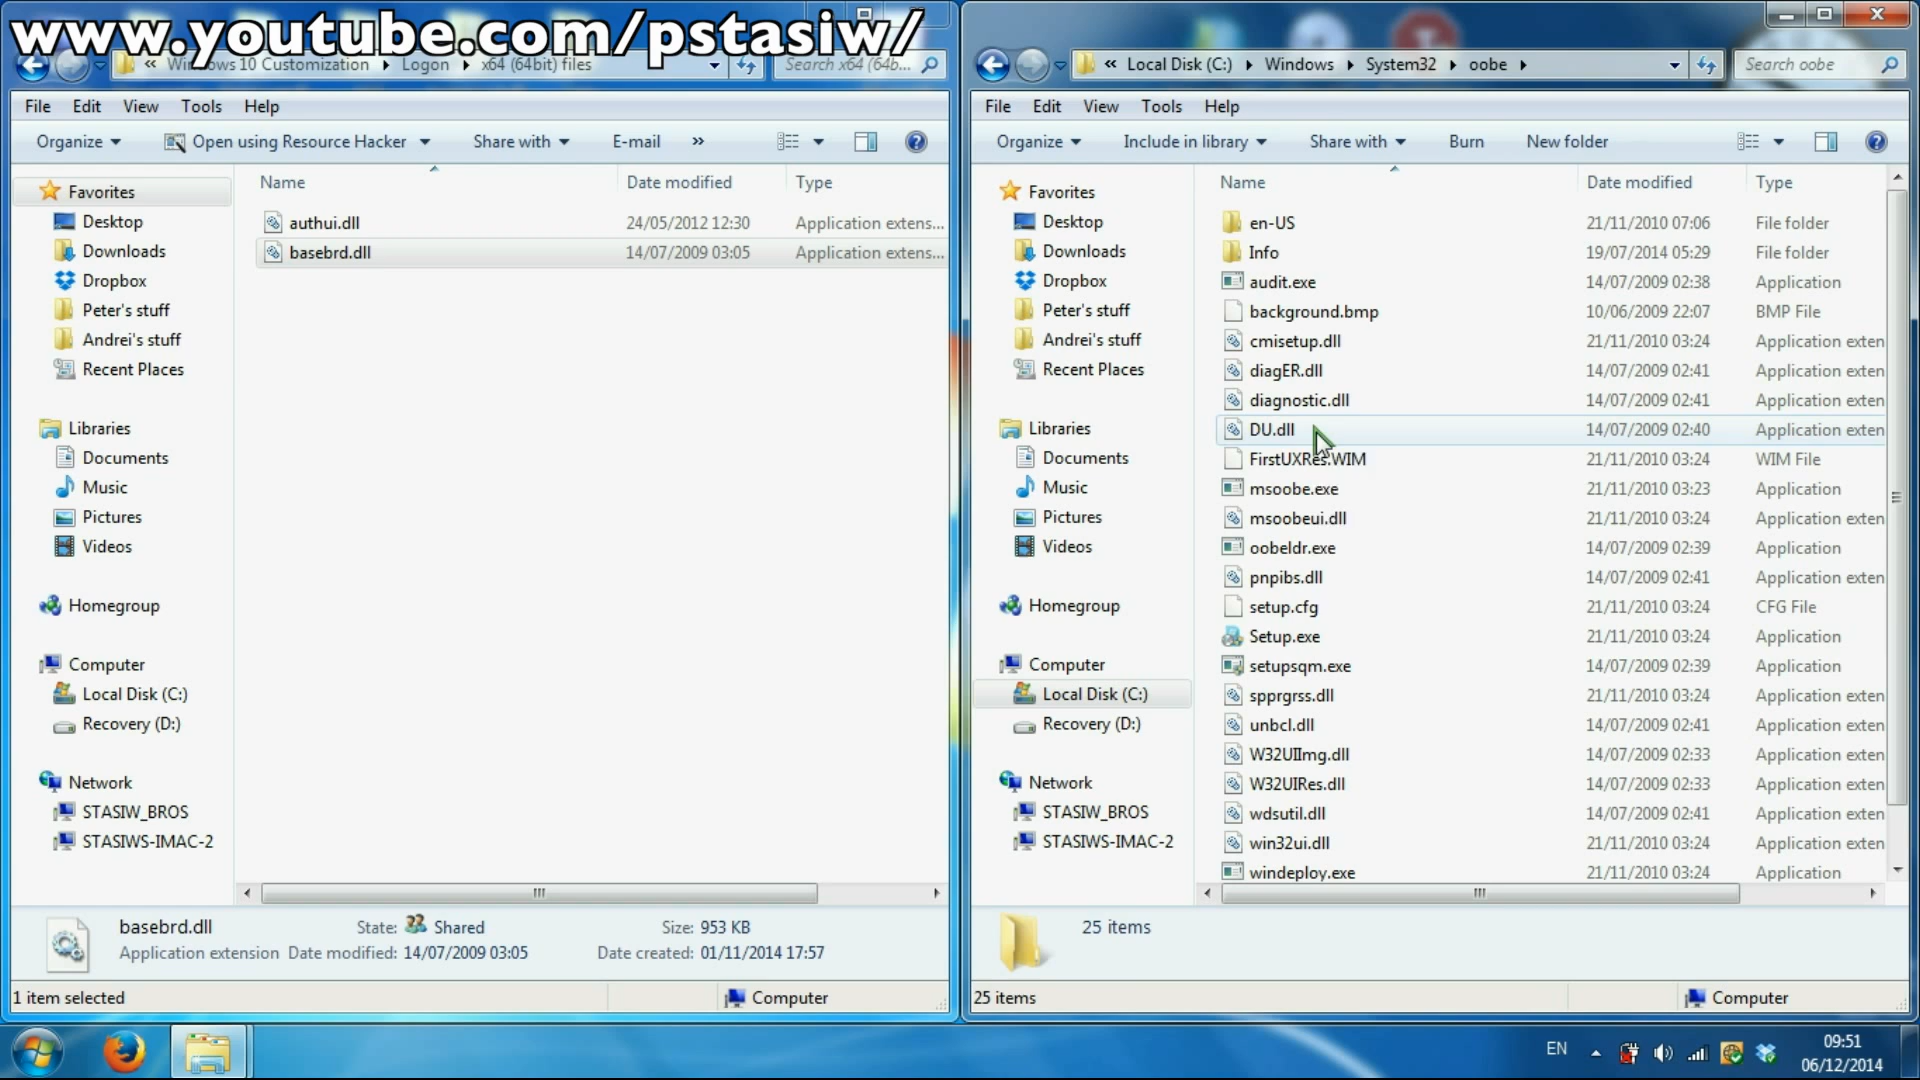 www.youtube.com/pstasiw/
« Windows 10 Customization Logon x64 (64bit) files
Search x64 (64b...
File Edit View Tools Help
Organize Open using Resource Hacker Share with E-mail »
Name Date modified Type
Favorites
Desktop
Downloads
Dropbox
Peter's stuff
Andrei's stuff
Recent Places
Libraries
Documents
Music
Pictures
Videos
Homegroup
Computer
Local Disk (C:)
Recovery (D:)
Network
STASIW_BROS
STASIWS-IMAC-2
authui.dll 24/05/2012 12:30 Application extens...
basebrd.dll 14/07/2009 03:05 Application extens...
basebrd.dll State: Shared Size: 953 KB
Application extension Date modified: 14/07/2009 03:05 Date created: 01/11/2014 17:57
1 item selected Computer
« Local Disk (C:) Windows System32 oobe
Search oobe
File Edit View Tools Help
Organize Include in library Share with Burn New folder
Name Date modified Type
Favorites
Desktop
Downloads
Dropbox
Peter's stuff
Andrei's stuff
Recent Places
Libraries
Documents
Music
Pictures
Videos
Homegroup
Computer
Local Disk (C:)
Recovery (D:)
Network
STASIW_BROS
STASIWS-IMAC-2
en-US 21/11/2010 07:06 File folder
Info 19/07/2014 05:29 File folder
audit.exe 14/07/2009 02:38 Application
background.bmp 10/06/2009 22:07 BMP File
cmisetup.dll 21/11/2010 03:24 Application exten
diagER.dll 14/07/2009 02:41 Application exten
diagnostic.dll 14/07/2009 02:41 Application exten
DU.dll 14/07/2009 02:40 Application exten
FirstUXRes.WIM 21/11/2010 03:24 WIM File
msoobe.exe 21/11/2010 03:23 Application
msoobeui.dll 21/11/2010 03:24 Application exten
oobeldr.exe 14/07/2009 02:39 Application
pnpibs.dll 14/07/2009 02:41 Application exten
setup.cfg 21/11/2010 03:24 CFG File
Setup.exe 21/11/2010 03:24 Application
setupsqm.exe 14/07/2009 02:39 Application
spprgrss.dll 21/11/2010 03:24 Application exten
unbcl.dll 14/07/2009 02:41 Application exten
W32UIImg.dll 14/07/2009 02:33 Application exten
W32UIRes.dll 14/07/2009 02:33 Application exten
wdsutil.dll 14/07/2009 02:41 Application exten
win32ui.dll 21/11/2010 03:24 Application exten
windeploy.exe 21/11/2010 03:24 Application
25 items
25 items Computer
EN
09:51
06/12/2014